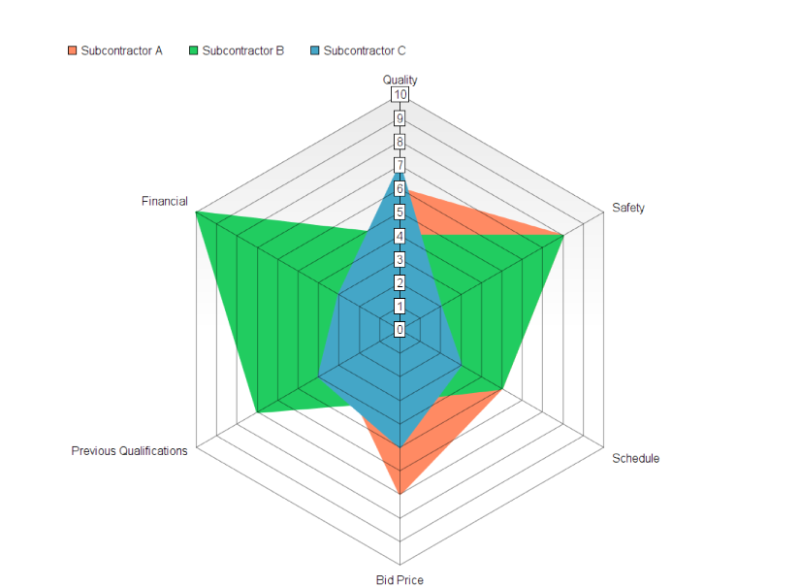 Subcontractor A Subcontractor B Subcontractor C
Quality
10
9
8
7
6
5
4
3
2
1
0
Financial
Safety
Previous Qualifications
Schedule
Bid Price